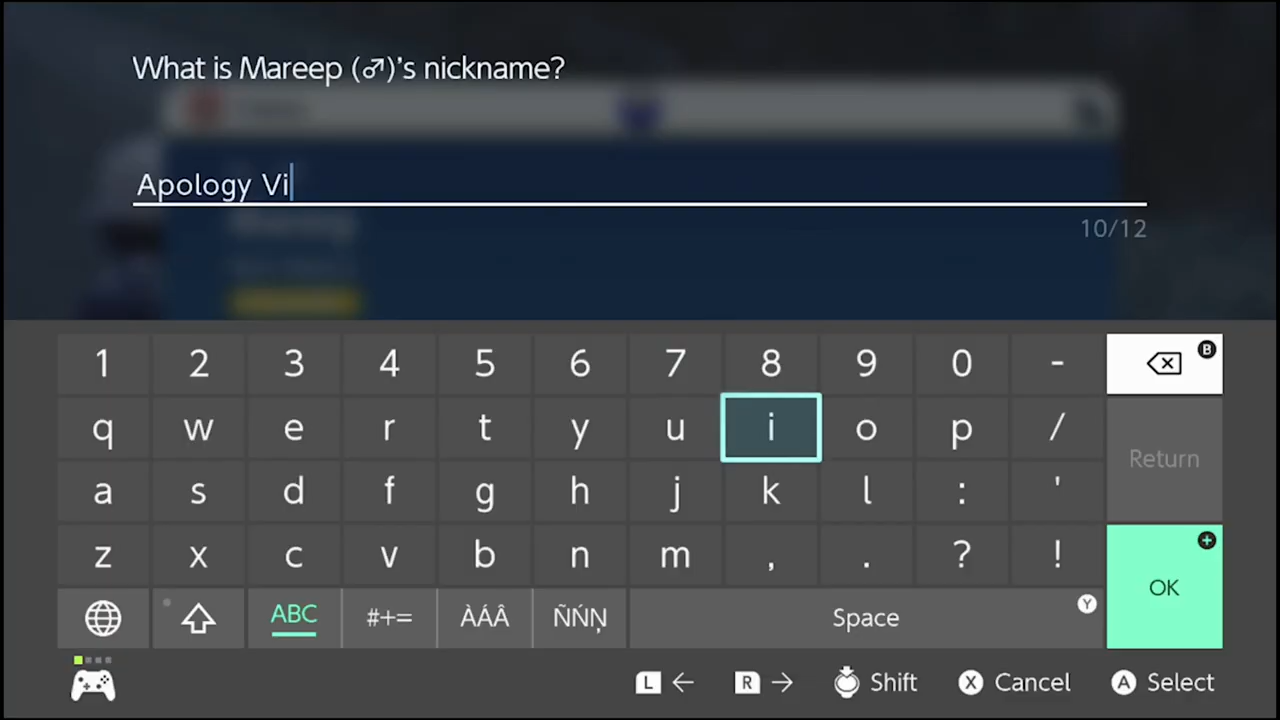 What is Mareep (♂)'s nickname?
Apology Vi
10/12
1 2 3 4 5 6 7 8 9 0 - B
q w e r t y u i o p /
Return
a s d f g h j k l : '
z x c v b n m , . ? ! +
OK
ABC #+= ÀÁÂ ÑŃŅ Space Y
L ← R → Shift X Cancel A Select